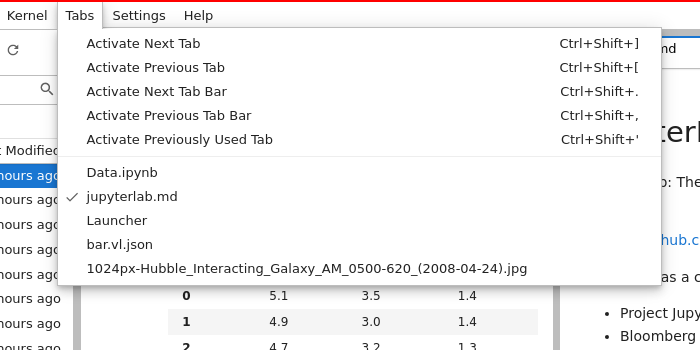 Kernel Tabs Settings Help
Activate Next Tab Ctrl+Shift+]
Activate Previous Tab Ctrl+Shift+[
Activate Next Tab Bar Ctrl+Shift+.
Activate Previous Tab Bar Ctrl+Shift+,
Activate Previously Used Tab Ctrl+Shift+'
Data.ipynb
jupyterlab.md
Launcher
bar.vl.json
1024px-Hubble_Interacting_Galaxy_AM_0500-620_(2008-04-24).jpg
t Modified
hours ago
hours ago
hours ago
hours ago
hours ago
hours ago
hours ago
hours ago
0 5.1 3.5 1.4
1 4.9 3.0 1.4
2 4.7 3.2 1.3
md
terl
b: The
hub.c
as a c
• Project Jupy
• Bloomberg